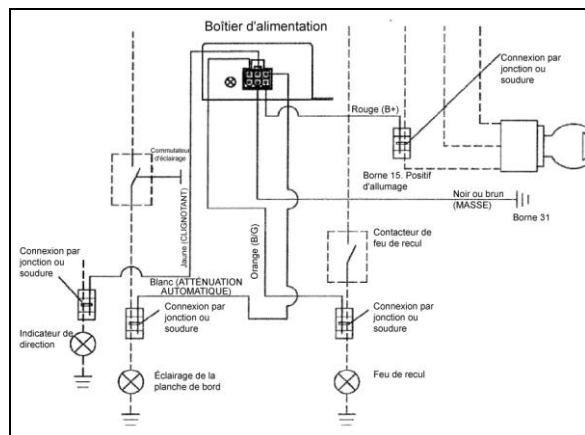 Boîtier d'alimentation
Connexion par
jonction ou
soudure
Rouge (B+)
Commutateur
d'éclairage
Borne 15. Positif
d'allumage
Noir ou brun
(MASSE)
Borne 31
Jaune (CLIGNOTANT)
Orange (B/G)
Contacteur de
feu de recul
Connexion par
jonction ou
soudure
Blanc (ATTÉNUATION
AUTOMATIQUE)
Connexion par
jonction ou
soudure
Connexion par
jonction ou
soudure
Indicateur de
direction
Éclairage de la
planche de bord
Feu de recul